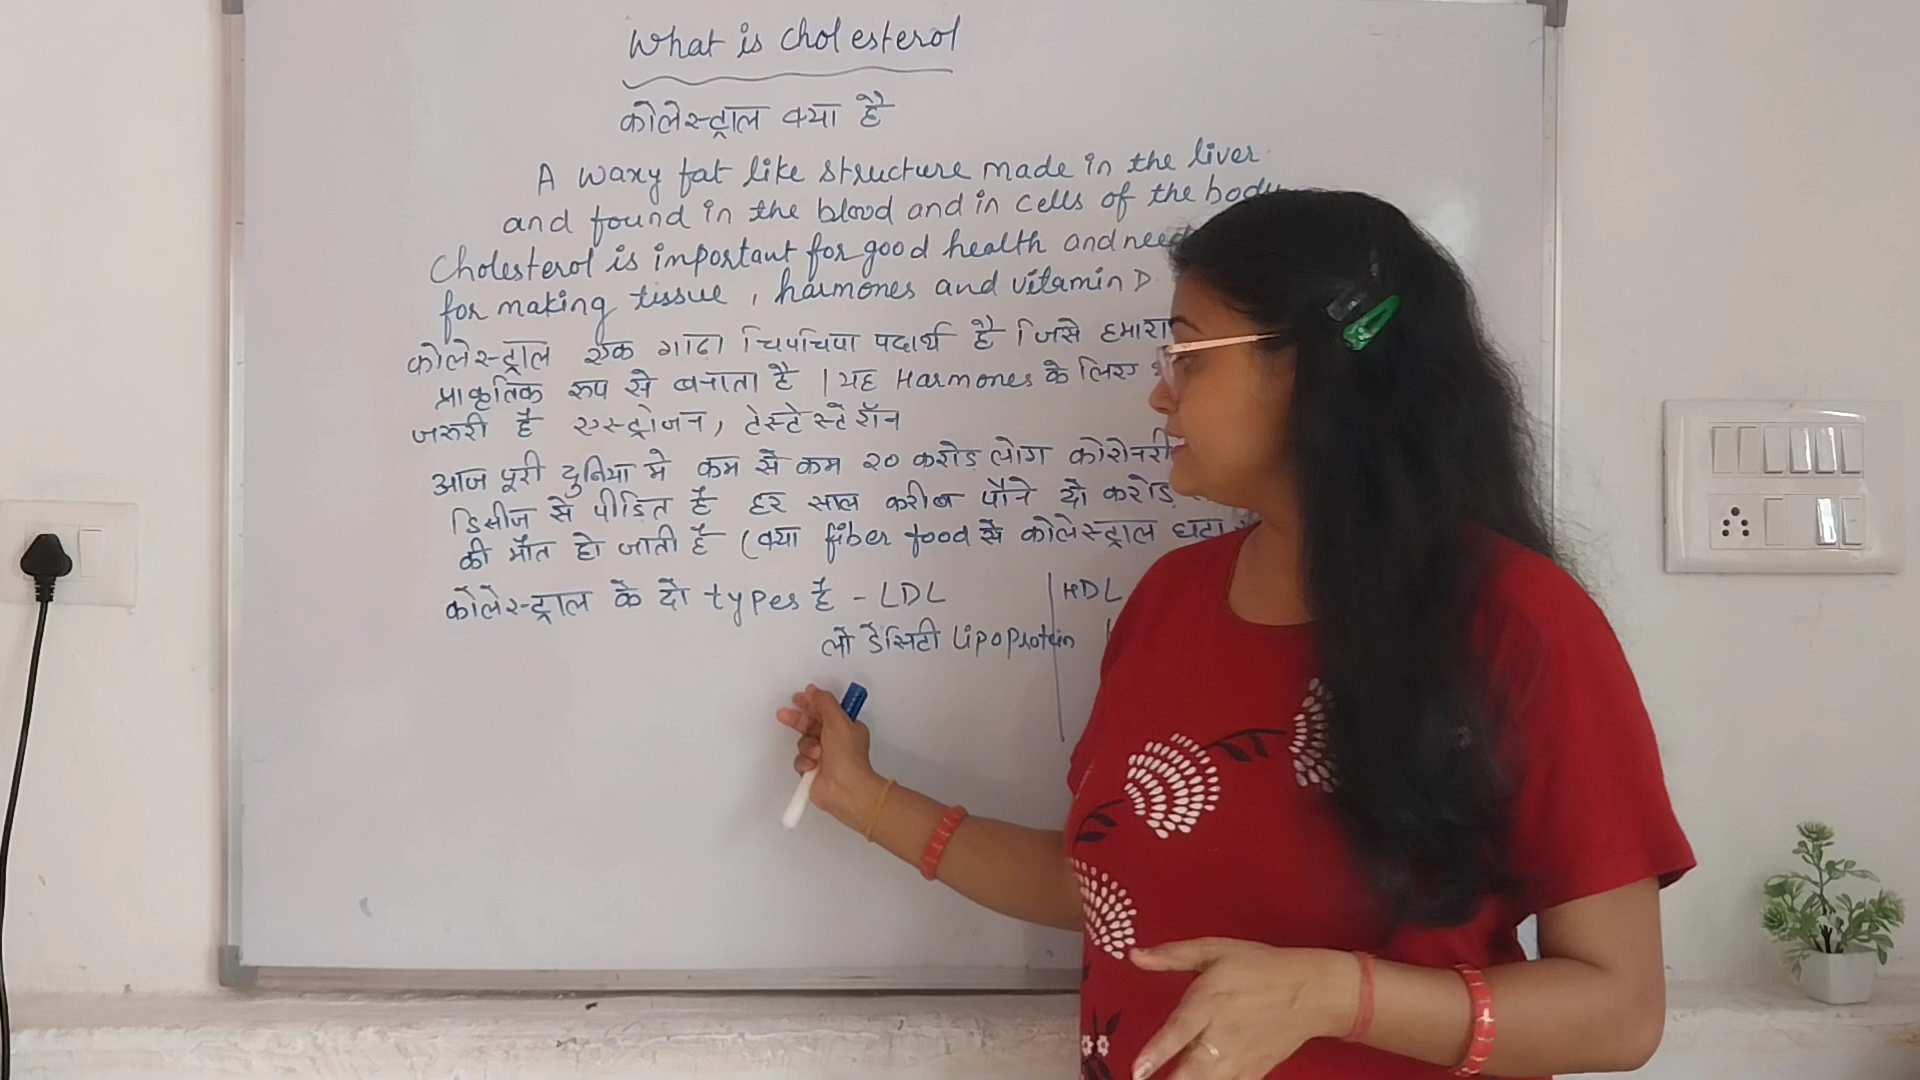 What is cholesterol
कोलेस्ट्राल क्या है
A waxy fat like structure made in the liver
and found in the blood and in cells of the body
Cholesterol is important for good health and
for making tissue, harmones and vitamin D
कोलेस्ट्राल एक गाढा चिपचिपा पदार्थ है जिसे हमारा
प्राकृतिक रूप से बनाता है । यह Harmones के लिए
जरुरी है एस्ट्रोजन, टेस्टेस्टेरॉन
आज पूरी दुनिया मे कम से कम २० करोड़ लोग कोरोनरी
डिसीज से पीडित है हर साल करीब पौने दो करोड़
की मौत हो जाती है (क्या fiber food से कोलेस्ट्राल घटा
कोलेस्ट्राल के दो types है - LDL HDL
लो डेंसिटी Lipoprotein